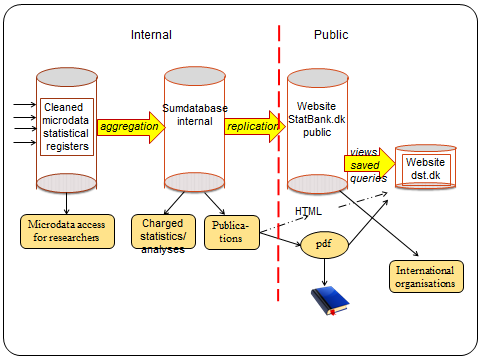 Internal
Public
Cleaned
microdata
statistical
registers
aggregation
Sumdatabase
internal
replication
Website
StatBank.dk
public
views
saved
queries
Website
dst.dk
Microdata access
for researchers
Charged
statistics/
analyses
Publica-
tions
HTML
pdf
International
organisations